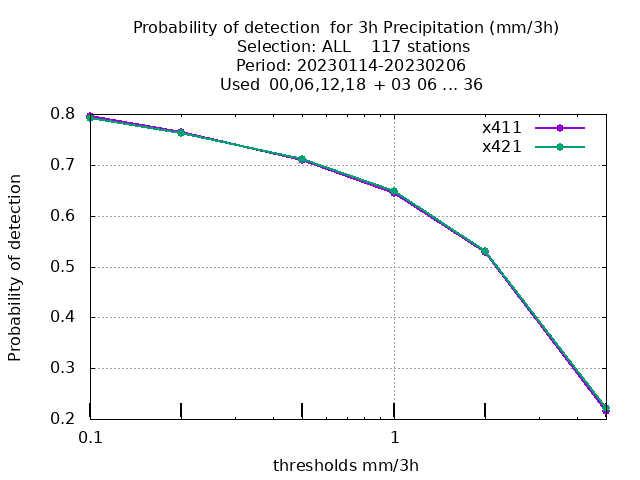 Probability of detection  for 3h Precipitation (mm/3h)
Selection: ALL    117 stations
Period: 20230114-20230206
Used  00,06,12,18  + 03 06 ... 36
x411
x421
0.8
0.7
0.6
0.5
0.4
0.3
0.2
Probability of detection
0.1
1
thresholds mm/3h